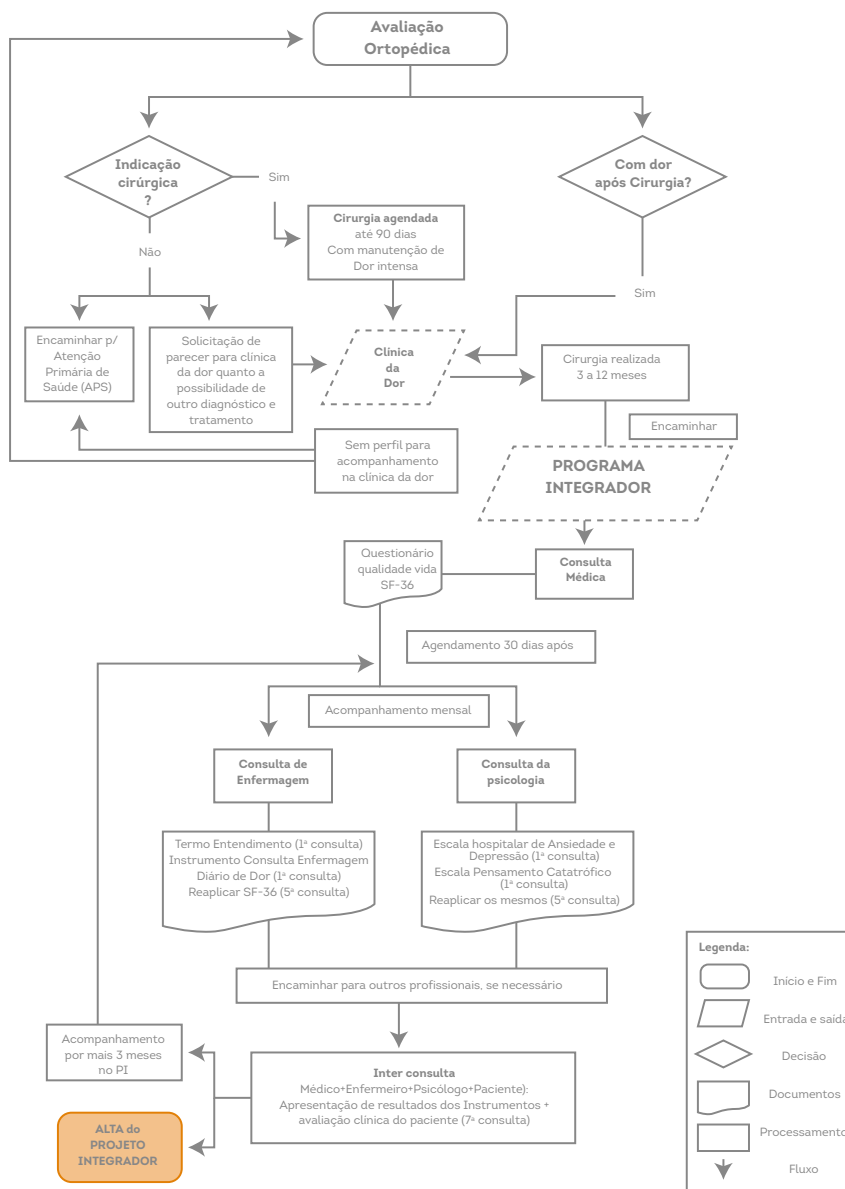 Avaliação
Ortopédica
Indicação
cirúrgica
?
Sim
Com dor
após Cirurgia?
Cirurgia agendada
até 90 dias
Com manutenção de
Dor intensa
Não
Sim
Encaminhar p/
Atenção
Primária de
Saúde (APS)
Solicitação de
parecer para clínica
da dor quanto a
possibilidade de
outro diagnóstico e
tratamento
Clínica
da
Dor
Cirurgia realizada
3 a 12 meses
Encaminhar
Sem perfil para
acompanhamento
na clínica da dor
PROGRAMA
INTEGRADOR
Questionário
qualidade vida
SF-36
Consulta
Médica
Agendamento 30 dias após
Acompanhamento mensal
Consulta de
Enfermagem
Consulta da
psicologia
Termo Entendimento (1ª consulta)
Instrumento Consulta Enfermagem
Diário de Dor (1ª consulta)
Reaplicar SF-36 (5ª consulta)
Escala hospitalar de Ansiedade e
Depressão (1ª consulta)
Escala Pensamento Catatrófico
(1ª consulta)
Reaplicar os mesmos (5ª consulta)
Encaminhar para outros profissionais, se necessário
Acompanhamento
por mais 3 meses
no PI
Inter consulta
Médico+Enfermeiro+Psicólogo+Paciente):
Apresentação de resultados dos Instrumentos +
avaliação clínica do paciente (7ª consulta)
ALTA do
PROJETO
INTEGRADOR
Legenda:
Início e Fim
Entrada e saída
Decisão
Documentos
Processamento
Fluxo